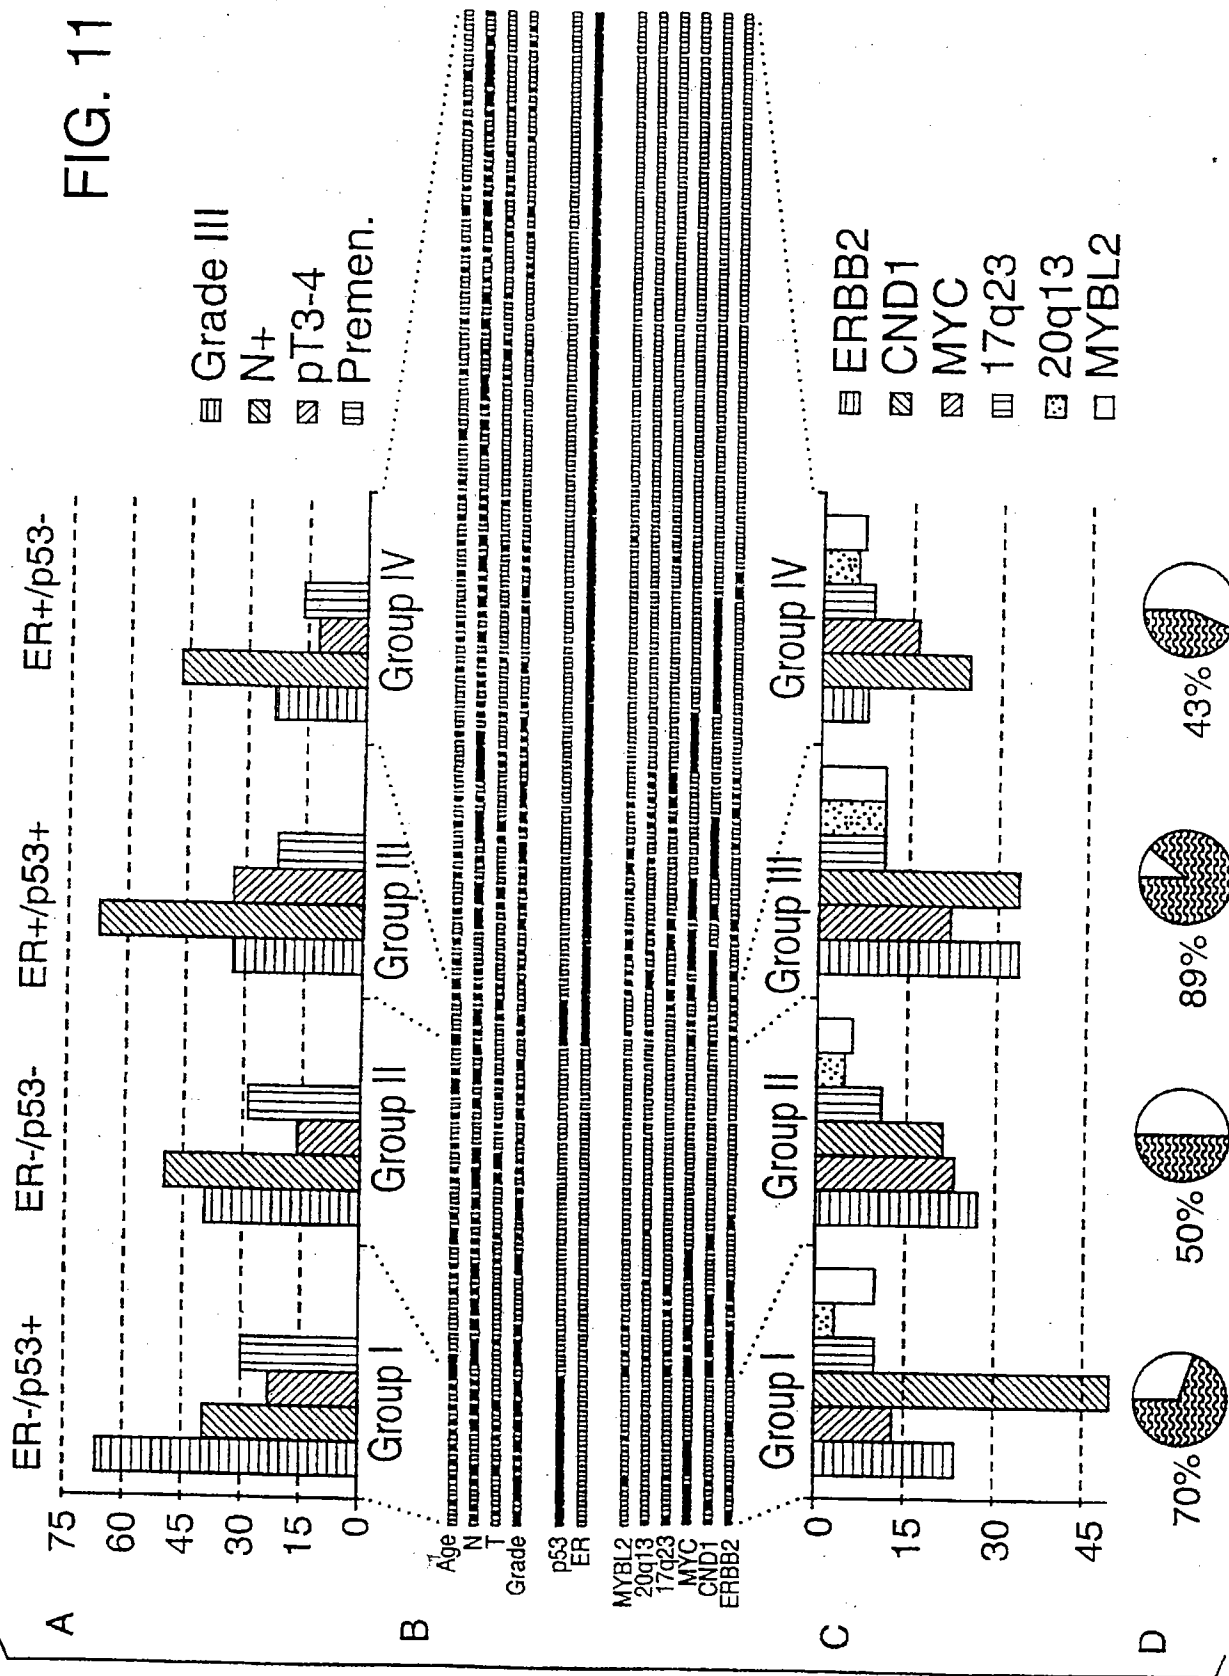 FIG. 11
A
ER-/p53+ ER-/p53- ER+/p53+ ER+/p53-
75
60
45
30
15
0
Grade III
N+
pT3-4
Premen.
Group I Group II Group III Group IV
B
Age
N
T
Grade
p53
ER
MYBL2
20q13
17q23
MYC
CND1
ERBB2
C
Group I Group II Group III Group IV
0
15
30
45
ERBB2
CND1
MYC
17q23
20q13
MYBL2
D
70% 50% 89% 43%